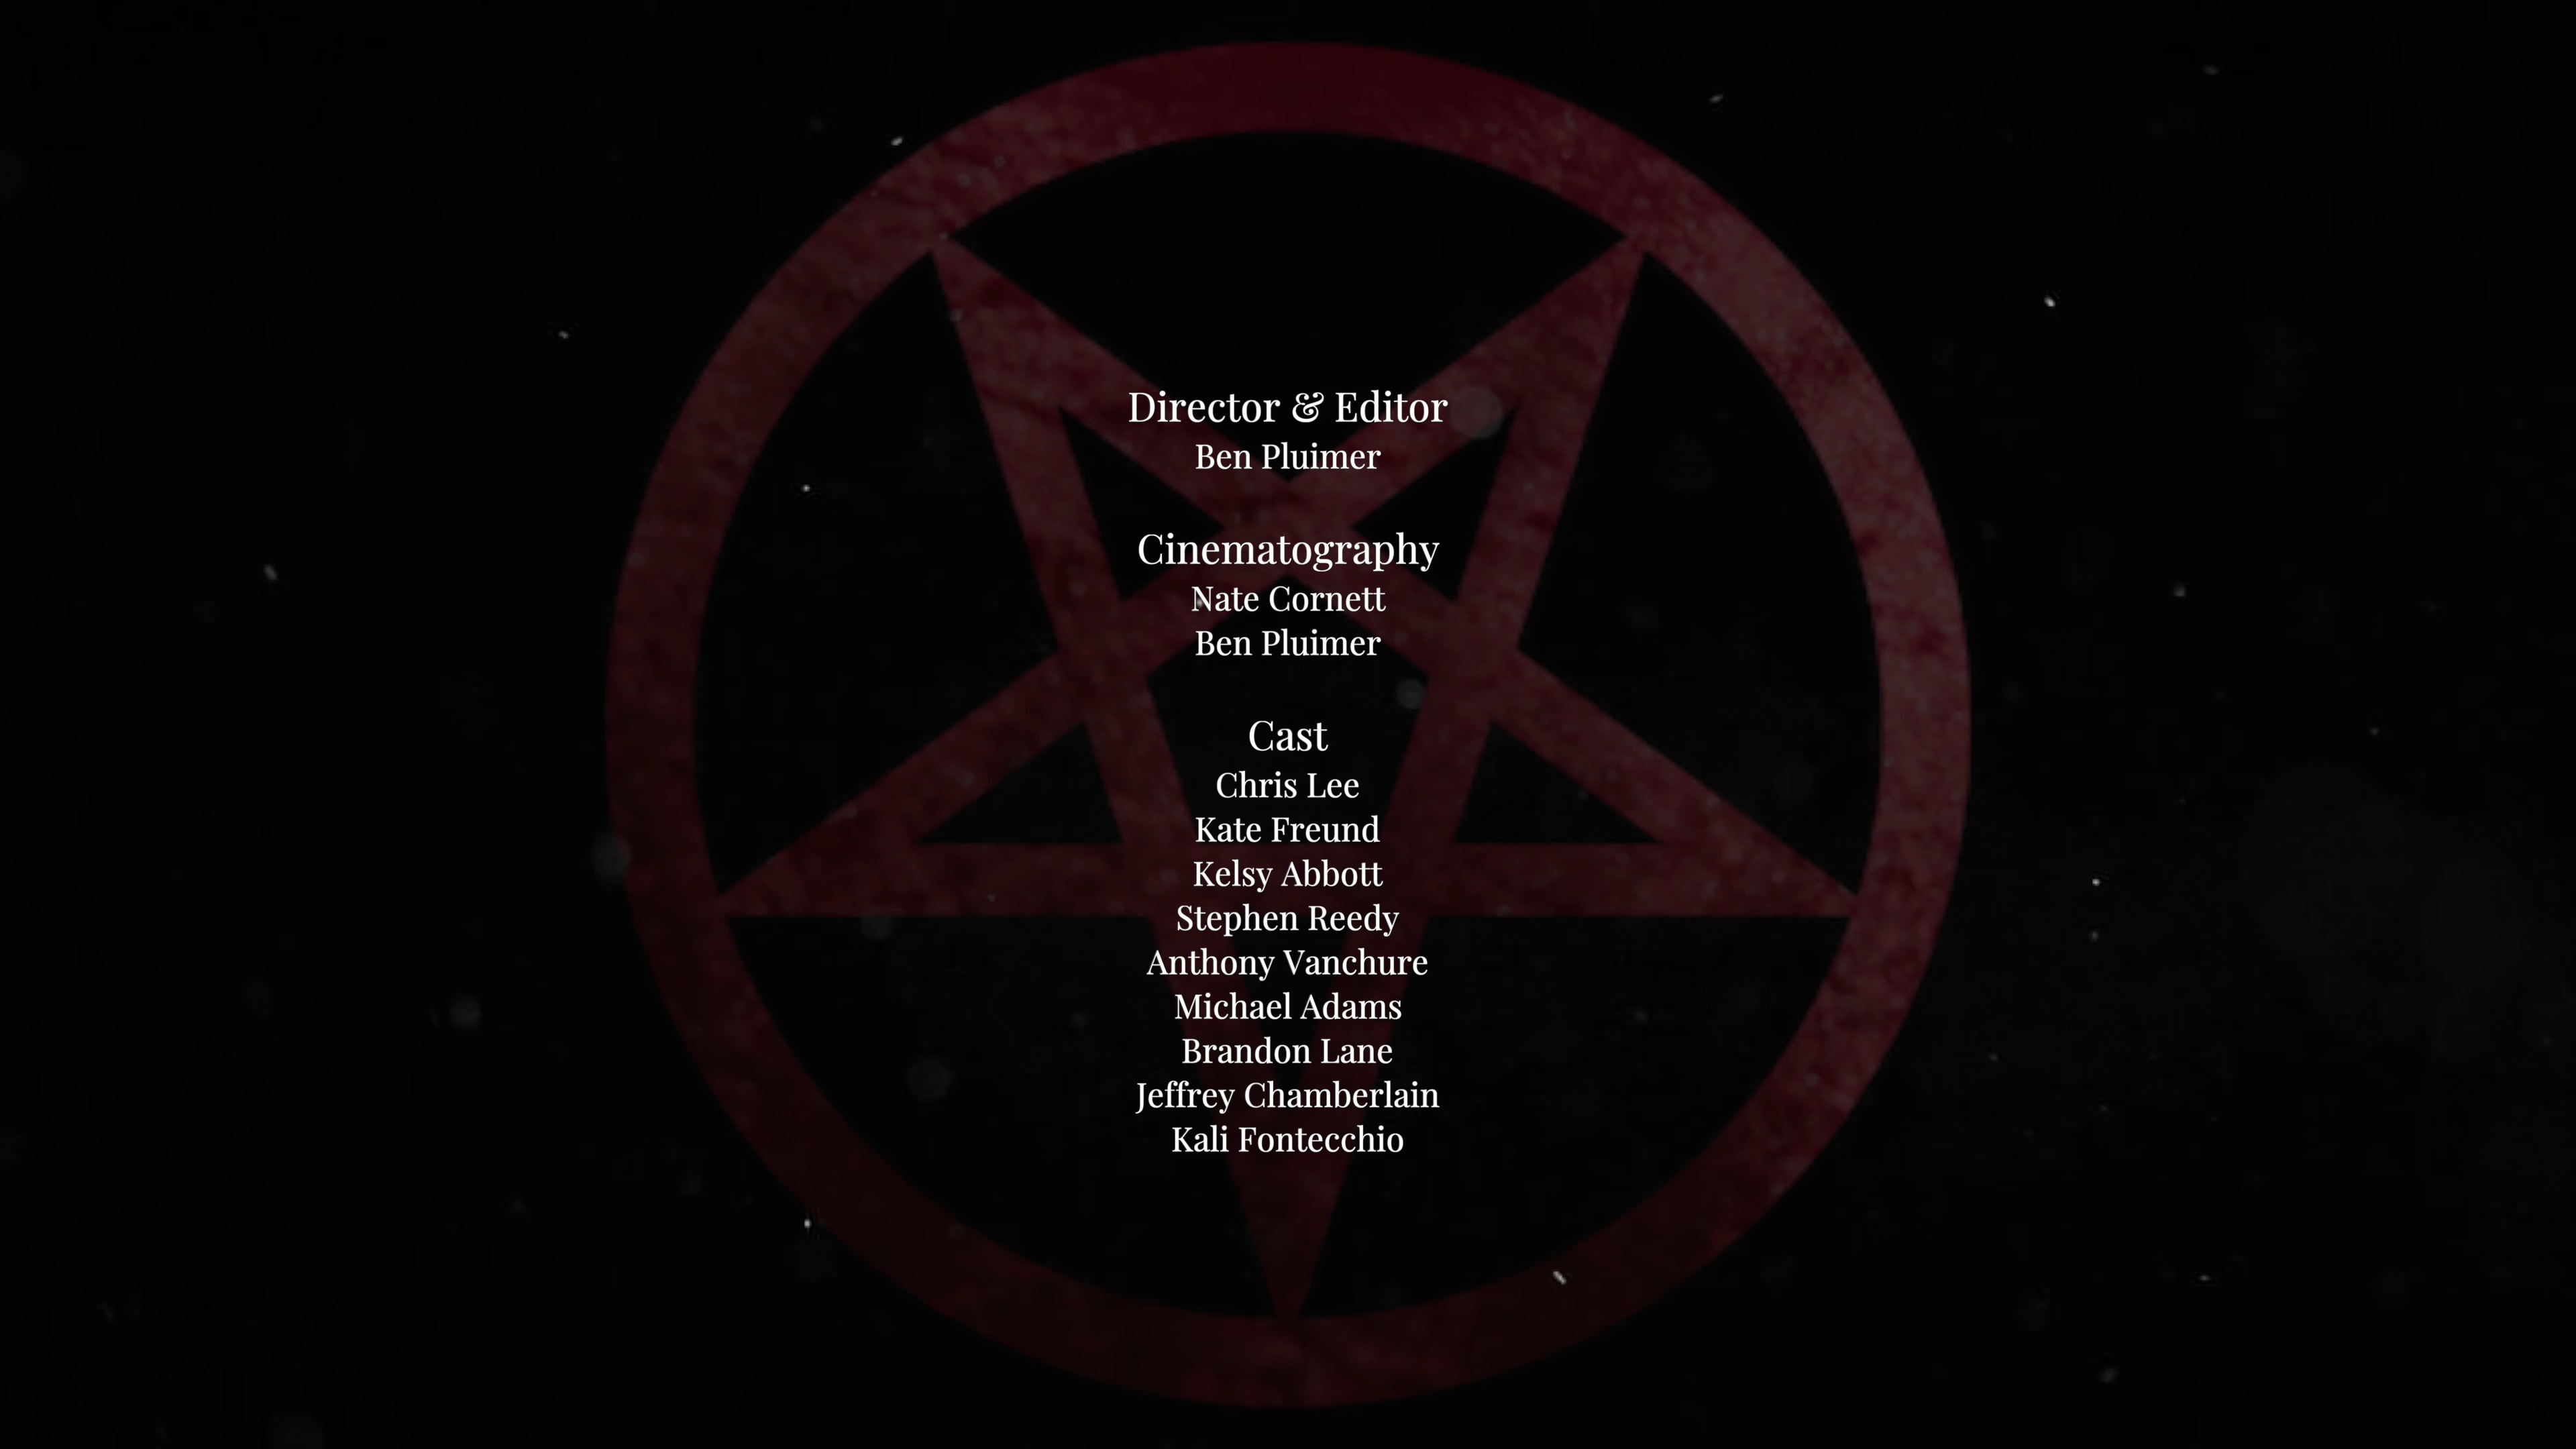 Director & Editor
Ben Pluimer
Cinematography
Nate Cornett
Ben Pluimer
Cast
Chris Lee
Kate Freund
Kelsy Abbott
Stephen Reedy
Anthony Vanchure
Michael Adams
Brandon Lane
Jeffrey Chamberlain
Kali Fontecchio